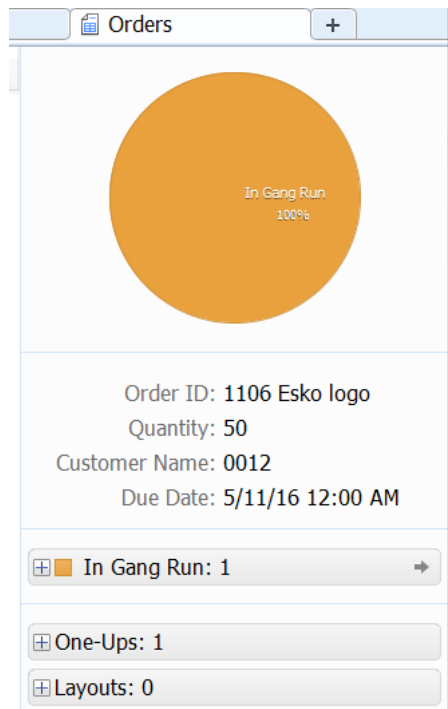 Orders
+
In Gang Run
100%
Order ID: 1106 Esko logo
Quantity: 50
Customer Name: 0012
Due Date: 5/11/16 12:00 AM
In Gang Run: 1
One-Ups: 1
Layouts: 0